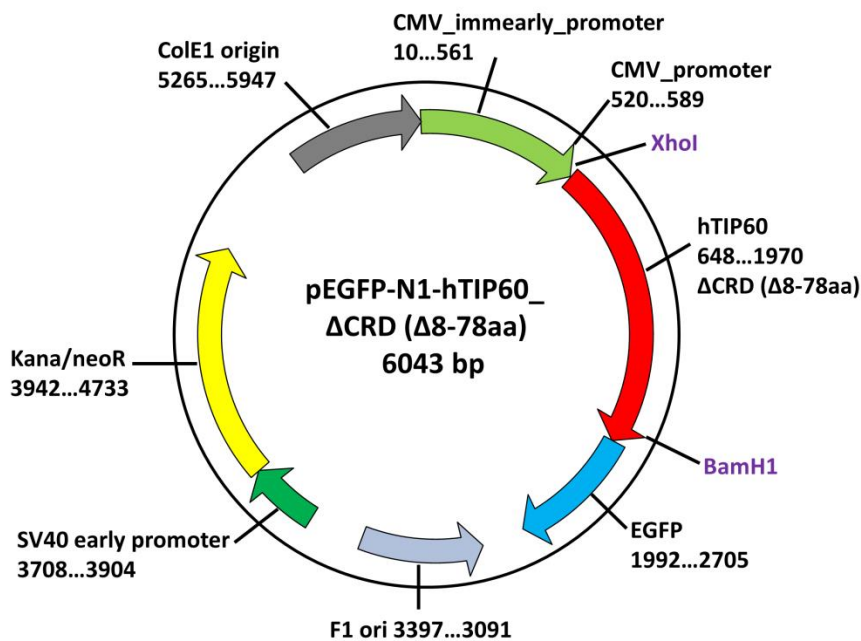 CMV_immearly_promoter
10...561
ColE1 origin
5265...5947
CMV_promoter
520...589
XhoI
hTIP60
648...1970
ΔCRD (Δ8-78aa)
pEGFP-N1-hTIP60_
ΔCRD (Δ8-78aa)
6043 bp
Kana/neoR
3942...4733
BamH1
EGFP
1992...2705
SV40 early promoter
3708...3904
F1 ori 3397...3091